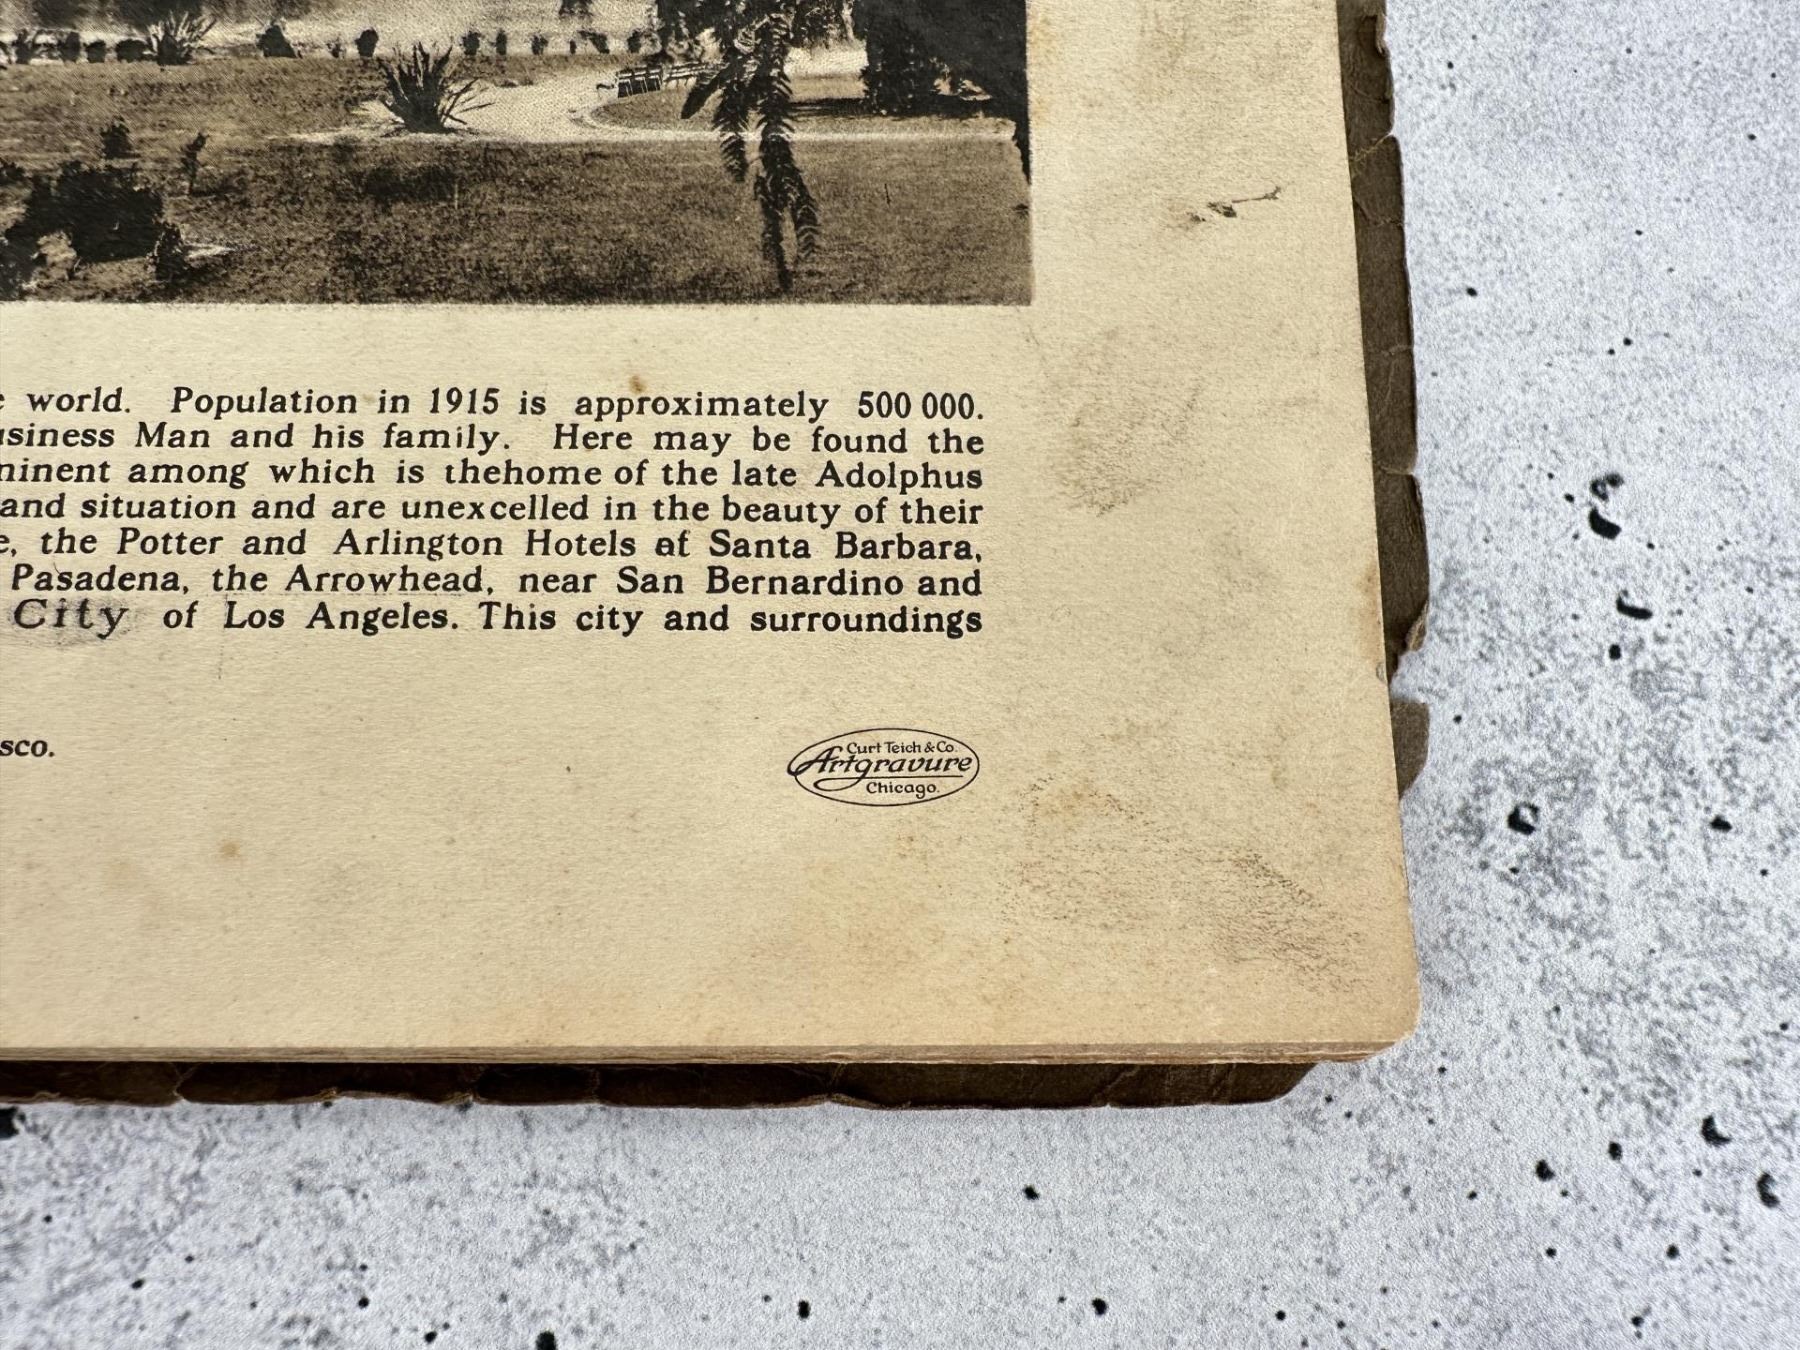 world. Population in 1915 is approximately 500 000.
Man and his family. Here may be found the
among which is thehome of the late Adolphus
and situation and are unexcelled in the beauty of their
the Potter and Arlington Hotels at Santa Barbara,
Pasadena, the Arrowhead, near San Bernardino and
City of Los Angeles. This city and surroundings
Curt Teich & Co.
Artgravure
Chicago.